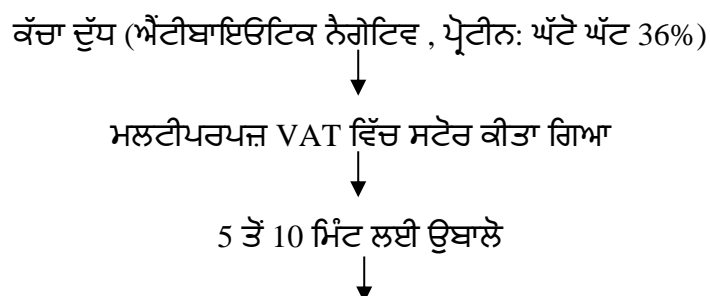 ਕੱਚਾ ਦੁੱਧ (ਐਂਟੀਬਾਇਓਟਿਕ ਨੈਗੇਟਿਵ , ਪ੍ਰੋਟੀਨ: ਘੱਟੋ ਘੱਟ 36%)
ਮਲਟੀਪਰਪਜ਼ VAT ਵਿੱਚ ਸਟੋਰ ਕੀਤਾ ਗਿਆ
5 ਤੋਂ 10 ਮਿੰਟ ਲਈ ਉਬਾਲੋ